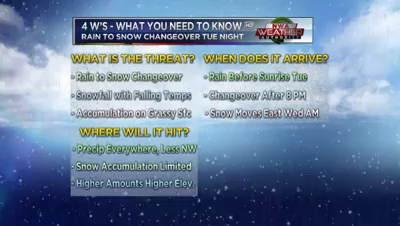 4 W'S - WHAT YOU NEED TO KNOW
RAIN TO SNOW CHANGEOVER TUE NIGHT
WEATHER
AUTHORITY
WHAT IS THE THREAT?
• Rain to Snow Changeover
• Snowfall with Falling Temps
• Accumulation on Grassy Sfc
WHEN DOES IT ARRIVE?
• Rain Before Sunrise Tue
• Changeover After 8 PM
• Snow Moves East Wed AM
WHERE WILL IT HIT?
• Precip Everywhere, Less NW
• Snow Accumulation Limited
• Higher Amounts Higher Elev